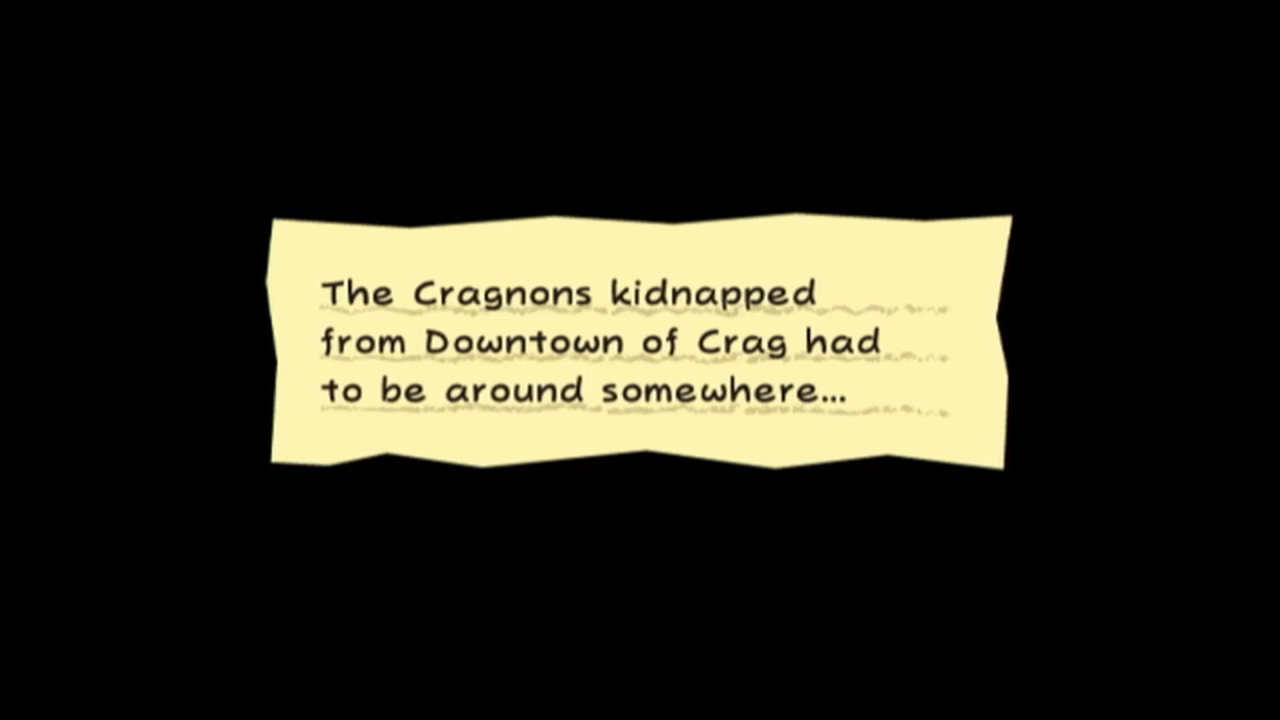 The Cragnons kidnapped
from Downtown of Crag had
to be around somewhere...